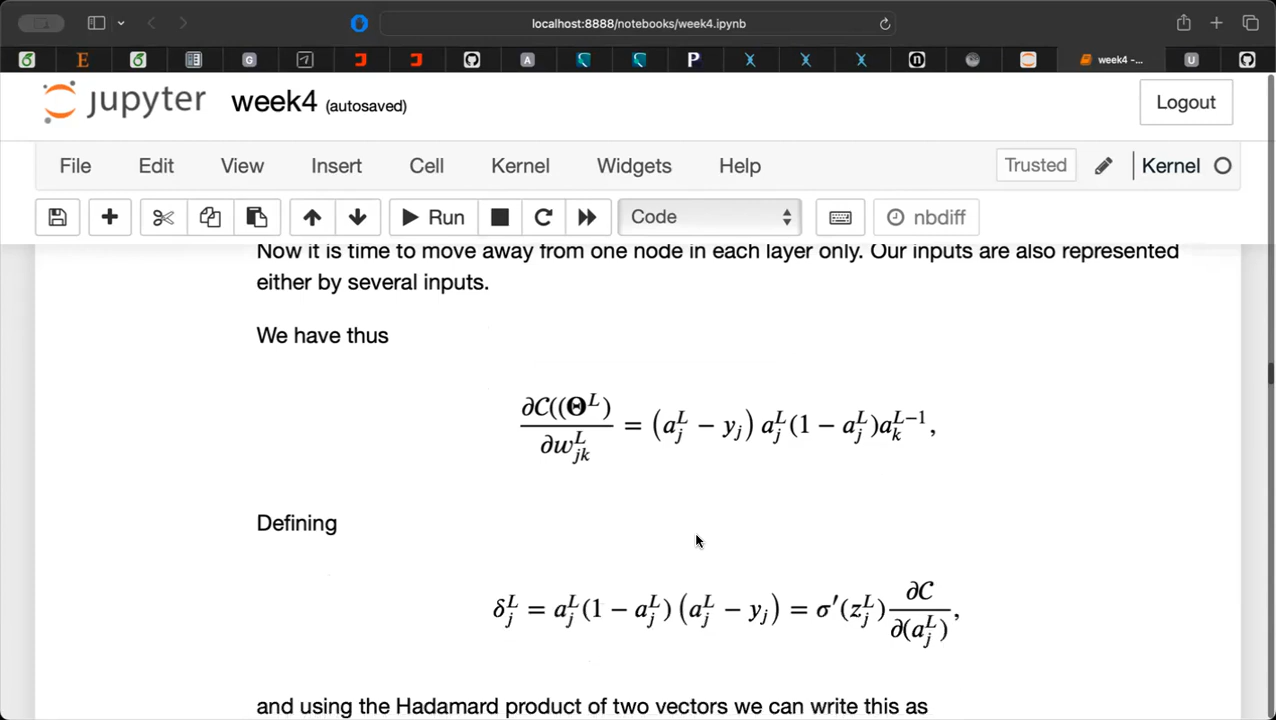 localhost:8888/notebooks/week4.ipynb
E G A P n week4 -... U
jupyter week4 (autosaved) Logout
File Edit View Insert Cell Kernel Widgets Help Trusted Kernel
Run Code nbdiff
Now it is time to move away from one node in each layer only. Our inputs are also represented
either by several inputs.
We have thus
∂C((Θ^L) / ∂w_{jk}^L = (a_j^L − y_j) a_j^L(1 − a_j^L)a_k^{L−1},
Defining
δ_j^L = a_j^L(1 − a_j^L) (a_j^L − y_j) = σ′(z_j^L) ∂C / ∂(a_j^L),
and using the Hadamard product of two vectors we can write this as